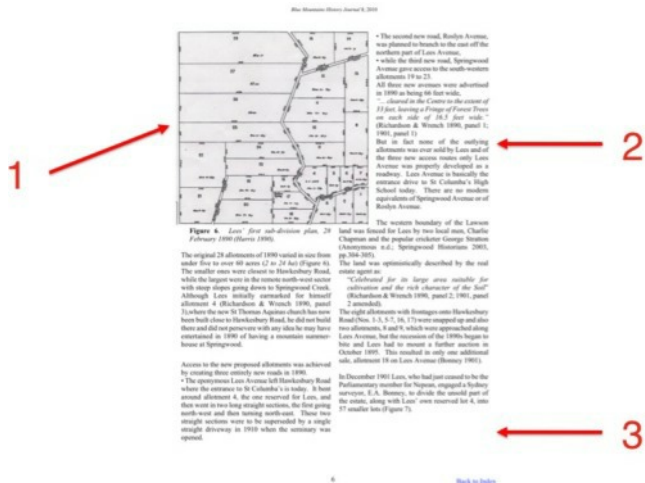 Blue Mountains History Journal 8, 2018
1
Figure 6. Lees' first sub-division plan, 28
February 1890 (Harris 1890).
The original 28 allotments of 1890 varied in size from
under five to over 60 acres (2 to 24 ha) (Figure 6).
The smaller ones were closest to Hawkesbury Road,
while the largest were in the remote north-west sector
with steep slopes going down to Springwood Creek.
Although Lees initially earmarked for himself
allotment 4 (Richardson & Wrench 1890, panel
3),where the new St Thomas Aquinas church has now
been built close to Hawkesbury Road, he did not build
there and did not persevere with any idea he may have
entertained in 1890 of having a mountain summer-
house at Springwood.
Access to the new proposed allotments was achieved
by creating three entirely new roads in 1890.
• The eponymous Lees Avenue left Hawkesbury Road
where the entrance to St Columba's is today. It bent
around allotment 4, the one reserved for Lees, and
then went in two long straight sections, the first going
north-west and then turning north-east. These two
straight sections were to be superseded by a single
straight driveway in 1910 when the seminary was
opened.
• The second new road, Roslyn Avenue,
was planned to branch to the east off the
northern part of Lees Avenue,
• while the third new road, Springwood
Avenue gave access to the south-western
allotments 19 to 23.
All three new avenues were advertised
in 1890 as being 66 feet wide,
"... cleared in the Centre to the extent of
33 feet, leaving a Fringe of Forest Trees
on each side of 16.5 feet wide."
(Richardson & Wrench 1890, panel 1;
1901, panel 1)
But in fact none of the outlying
allotments was ever sold by Lees and of
the three new access routes only Lees
Avenue was properly developed as a
roadway. Lees Avenue is basically the
entrance drive to St Columba's High
School today. There are no modern
equivalents of Springwood Avenue or of
Roslyn Avenue.
The western boundary of the Lawson
land was fenced for Lees by two local men, Charlie
Chapman and the popular cricketer George Stratton
(Anonymous n.d.; Springwood Historians 2003,
pp.304-305).
The land was optimistically described by the real
estate agent as:
"Celebrated for its large area suitable for
cultivation and the rich character of the Soil"
(Richardson & Wrench 1890, panel 2; 1901, panel
2 amended).
The eight allotments with frontages onto Hawkesbury
Road (Nos. 1-3, 5-7, 16, 17) were snapped up and also
two allotments, 8 and 9, which were approached along
Lees Avenue, but the recession of the 1890s began to
bite and Lees had to mount a further auction in
October 1895. This resulted in only one additional
sale, allotment 18 on Lees Avenue (Bonney 1901).
In December 1901 Lees, who had just ceased to be the
Parliamentary member for Nepean, engaged a Sydney
surveyor, E.A. Bonney, to divide the unsold part of
the estate, along with Lees' own reserved lot 4, into
57 smaller lots (Figure 7).
2
3
6
Back to Index